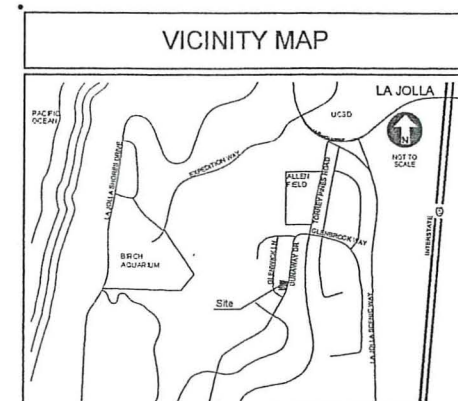 VICINITY MAP
LA JOLLA
PACIFIC
OCEAN
UCSD
N
NOT TO
SCALE
LA JOLLA SHORES DRIVE
EXPEDITION WAY
ALLEN
FIELD
TORREY PINES ROAD
GLENBROOK WAY
INTERSTATE
BIRCH
AQUARIUM
GLENWICK LN
DUNAWAY DR
Site
LA JOLLA SCENIC WAY